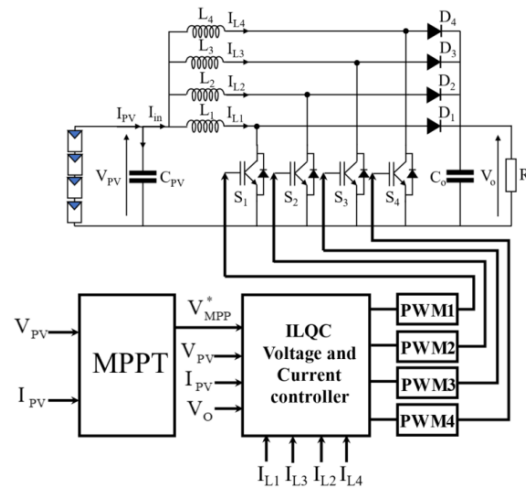 L4 IL4 D4
L3 IL3 D3
L2 IL2 D2
IPV Iin L1 IL1 D1
VPV CPV S1 S2 S3 S4 Co Vo R
MPPT
VPV
IPV
V*MPP
VPV
IPV
VO
ILQC
Voltage and
Current
controller
PWM1
PWM2
PWM3
PWM4
IL1 IL3 IL2 IL4